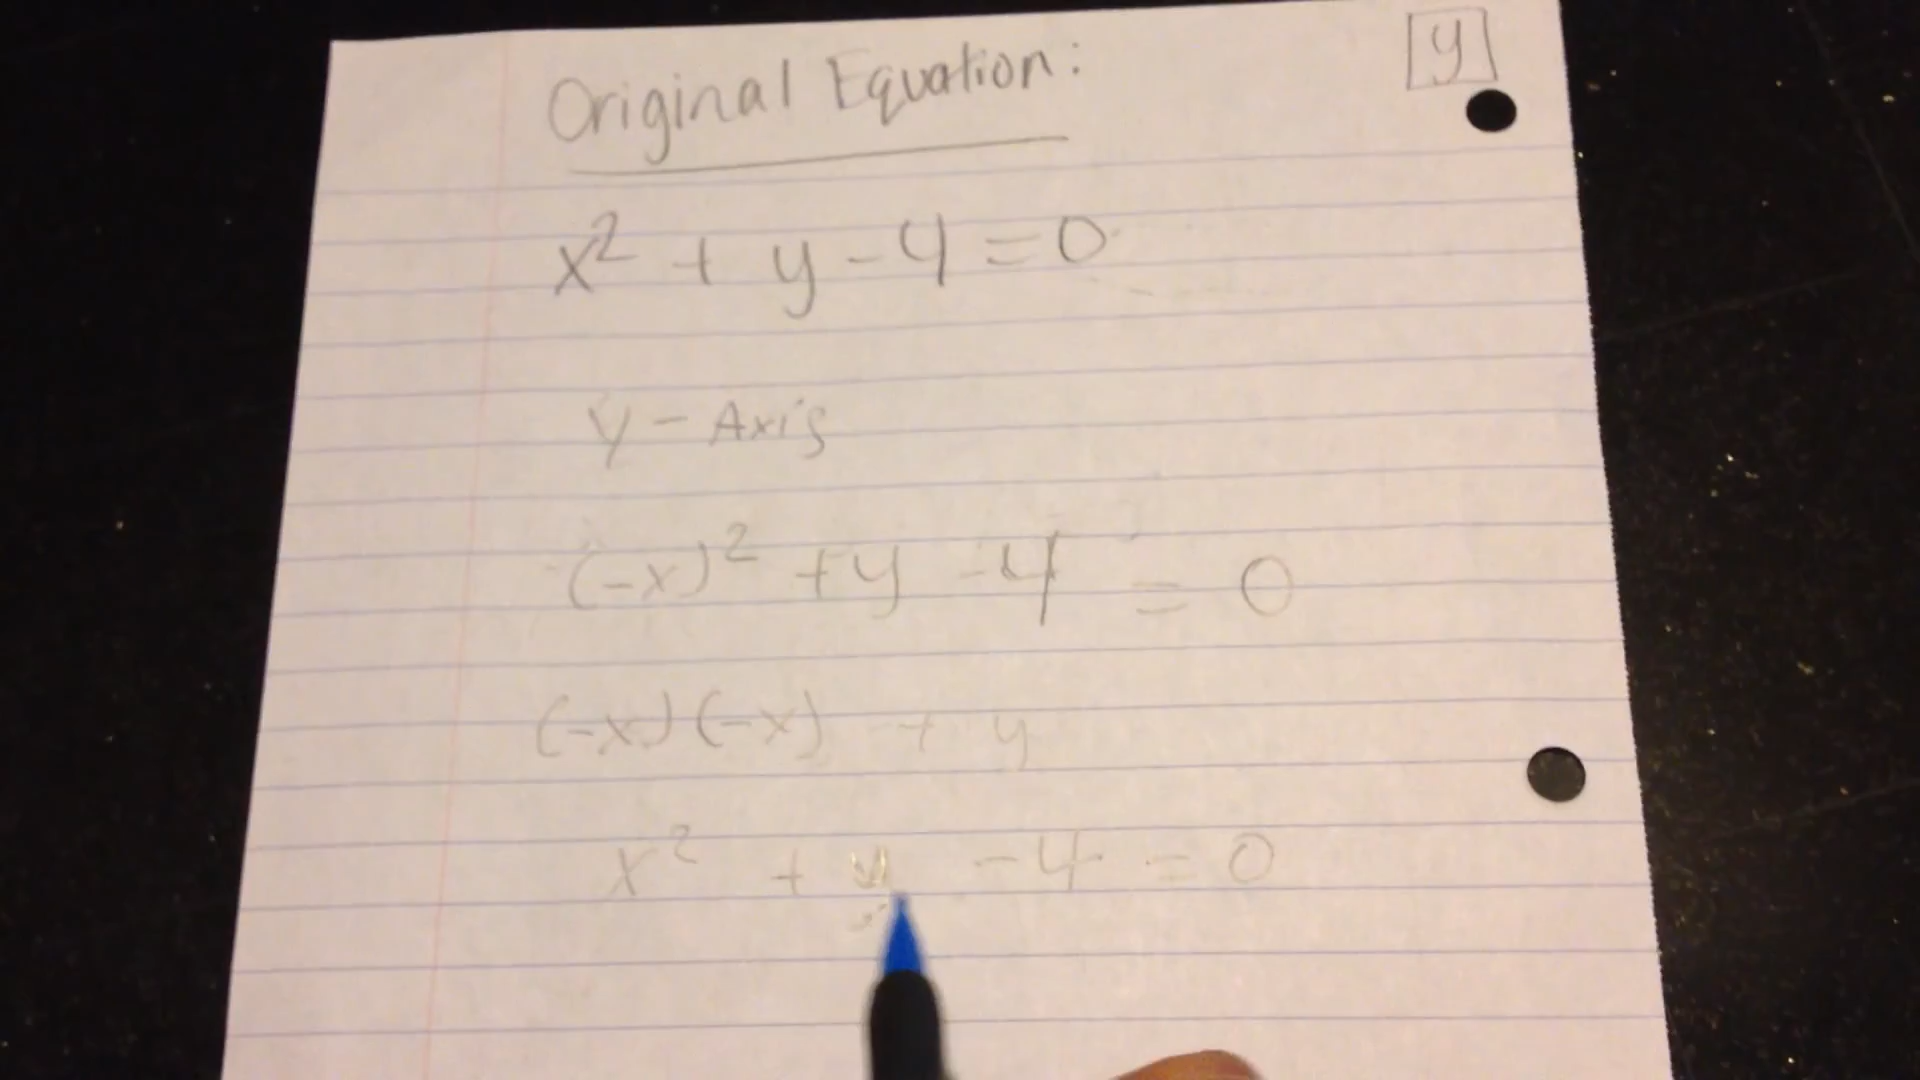 Original Equation:
y
x² + y - 4 = 0
y - Axis
(-x)² + y - 4 = 0
(-x)(-x) + y
x² + y - 4 = 0